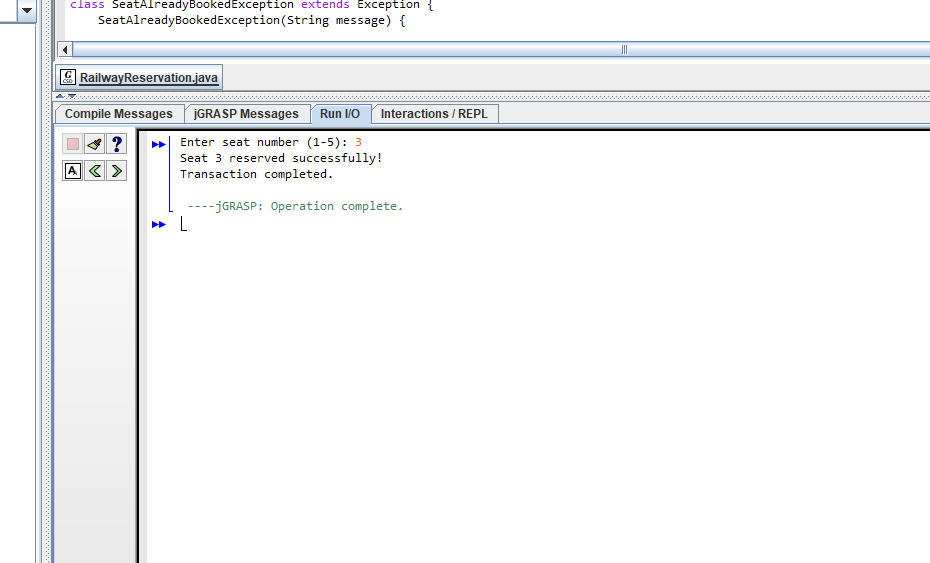 class SeatAlreadyBookedException extends Exception {
SeatAlreadyBookedException(String message) {
G
CSD
RailwayReservation.java
Compile Messages
jGRASP Messages
Run I/O
Interactions / REPL
?
A
Enter seat number (1-5): 3
Seat 3 reserved successfully!
Transaction completed.
----jGRASP: Operation complete.